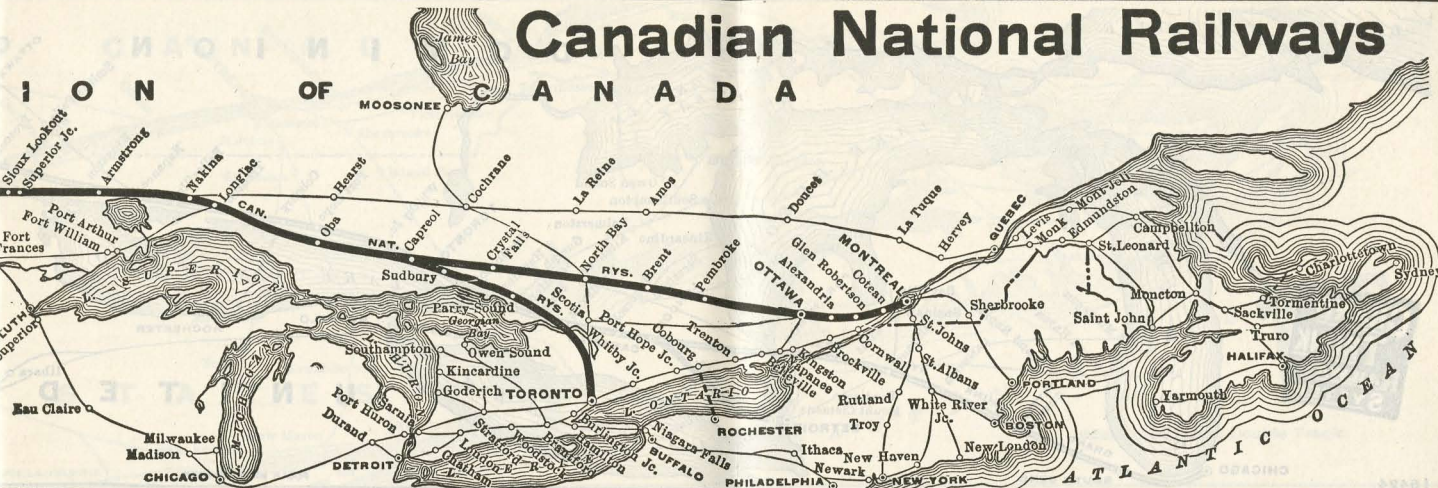 Canadian National Railways
ION OF CANADA
James
Bay
MOOSONEE
Sioux Lookout
Superior Jc.
Armstrong
Nakina
Longlac
Hearst
Cochrane
La Reine
Amos
Doucet
La Tuque
Hervey
QUEBEC
Levis
Monk
Mont-Joli
Edmundston
Campbellton
St. Leonard
CAN.
NAT.
RYS.
Oba
Capreol
Crystal
Falls
North Bay
Brent
Pembroke
OTTAWA
Glen Robertson
Alexandria
Coteau
MONTREAL
Port Arthur
Fort William
Fort
L. SUPERIOR
Sudbury
RYS.
Scotia
Parry Sound
Georgian
Bay
Owen Sound
Southampton
Kincardine
Goderich
TORONTO
Whitby Jc.
Port Hope Jc.
Cobourg
Trenton
Belleville
Napanee
Kingston
Brockville
Cornwall
St. Johns
St. Albans
Sherbrooke
Saint John
Moncton
Sackville
Tormentine
Charlottetown
Sydney
Truro
HALIFAX
Yarmouth
PORTLAND
BOSTON
White River
Jc.
Rutland
Troy
New London
New Haven
NEW YORK
Newark
Ithaca
PHILADELPHIA
ROCHESTER
L. ONTARIO
Niagara Falls
BUFFALO
Burlington Jc.
Hamilton
Brantford
Woodstock
Stratford
London
Chatham
L. ERIE
L. HURON
Sarnia
Port Huron
Durand
DETROIT
L. MICHIGAN
Eau Claire
Milwaukee
Madison
CHICAGO
ATLANTIC OCEAN